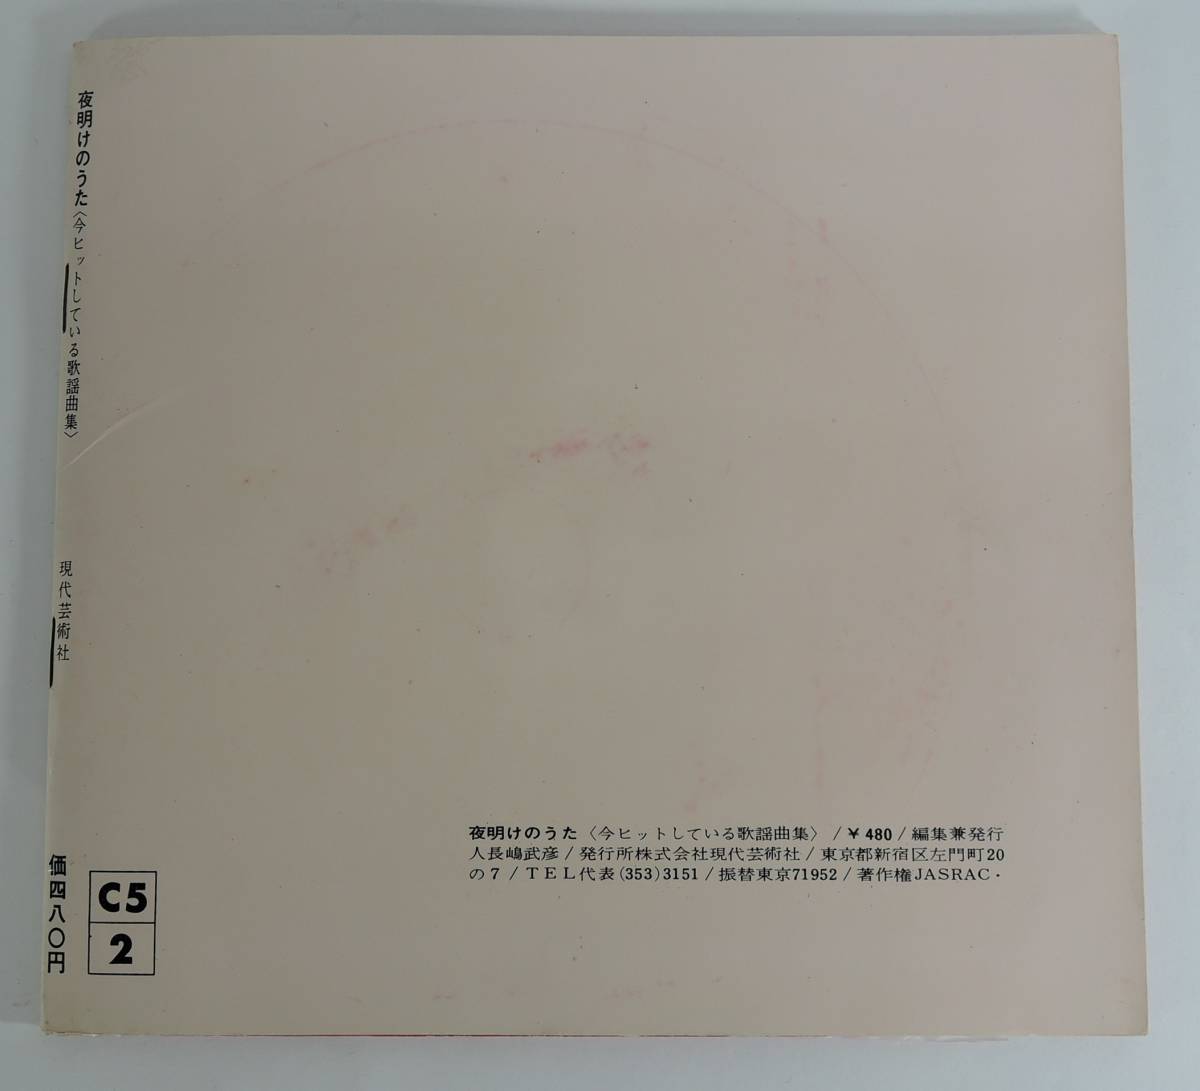 夜明けのうた〈今ヒットしている歌謡曲集〉
現代芸術社
価四八〇円
C5
2
夜明けのうた〈今ヒットしている歌謡曲集〉/¥480/編集兼発行
人長嶋武彦/発行所株式会社現代芸術社/東京都新宿区左門町20
の7/TEL代表(353)3151/振替東京71952/著作権JASRAC・